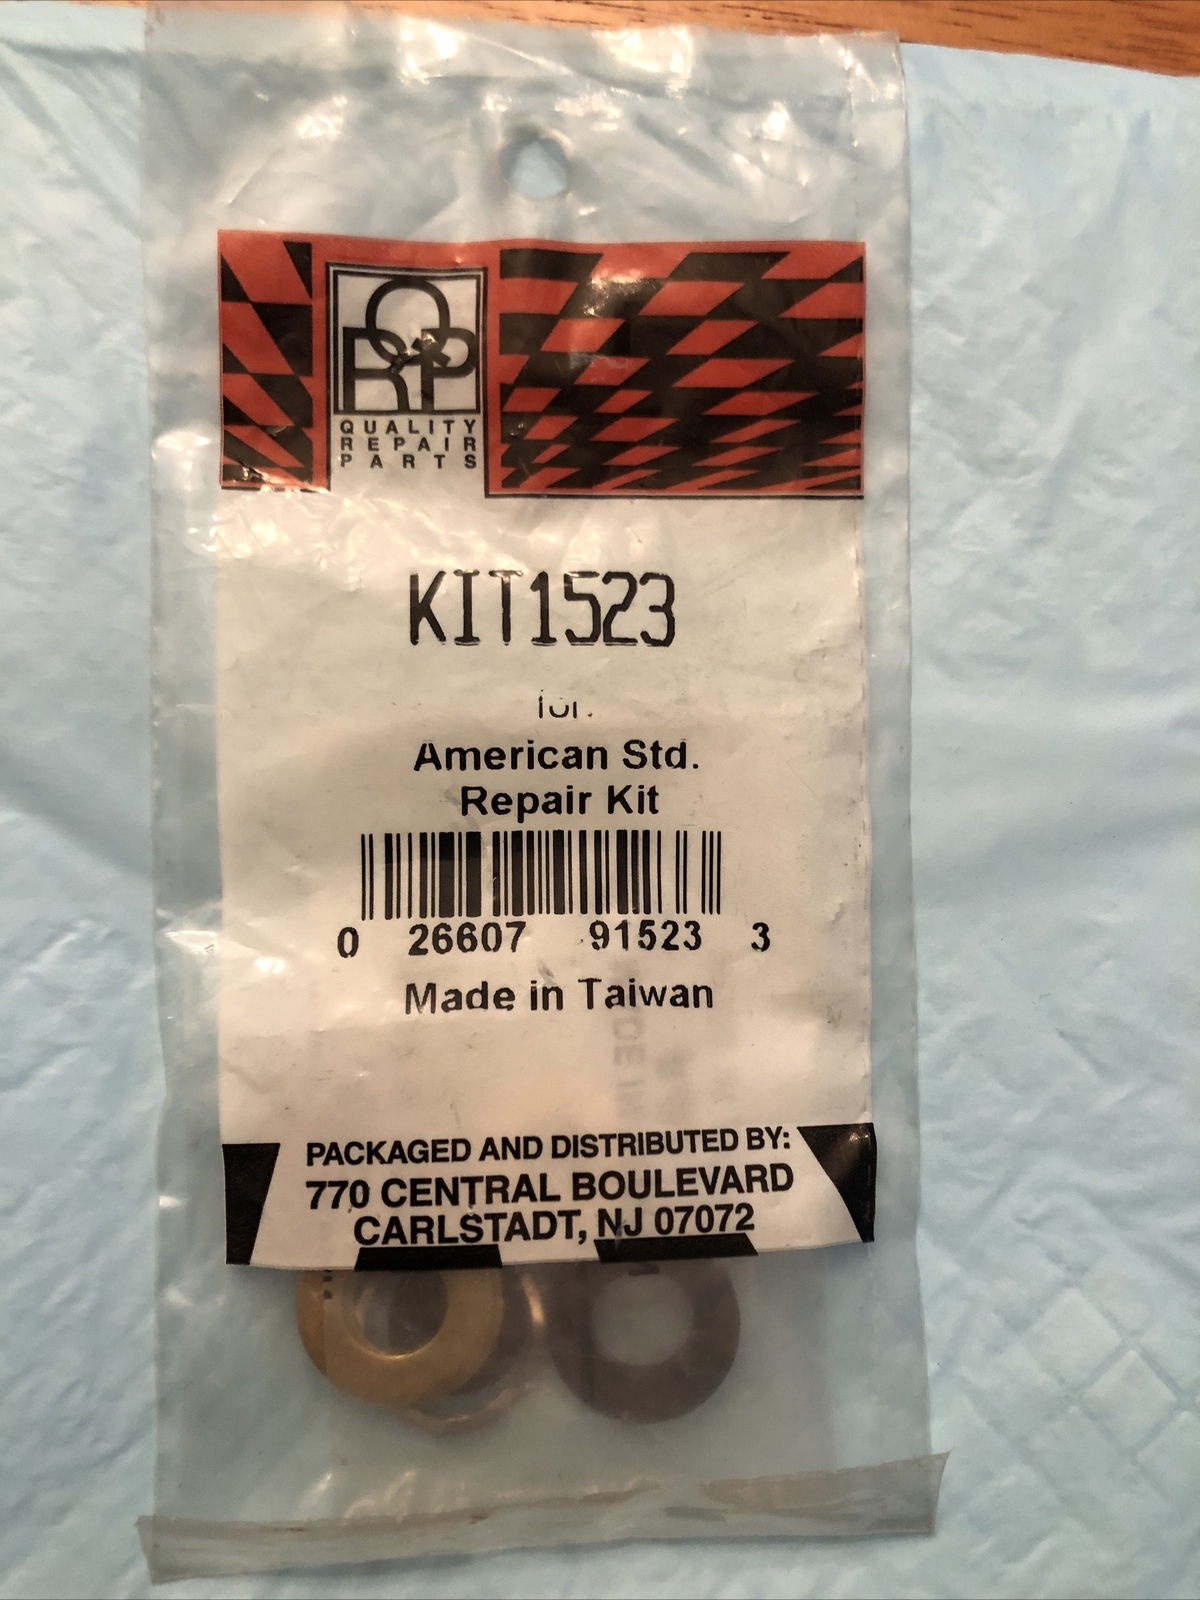 QRP
QUALITY
REPAIR
PARTS
KIT1523
for:
American Std.
Repair Kit
0 26607 91523 3
Made in Taiwan
PACKAGED AND DISTRIBUTED BY:
770 CENTRAL BOULEVARD
CARLSTADT, NJ 07072